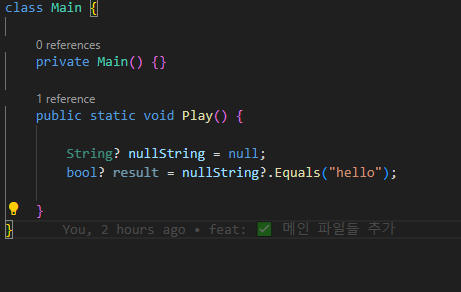 class Main {
0 references
private Main() {}
1 reference
public static void Play() {
String? nullString = null;
bool? result = nullString?.Equals("hello");
}
}
You, 2 hours ago • feat: ✅ 메인 파일들 추가